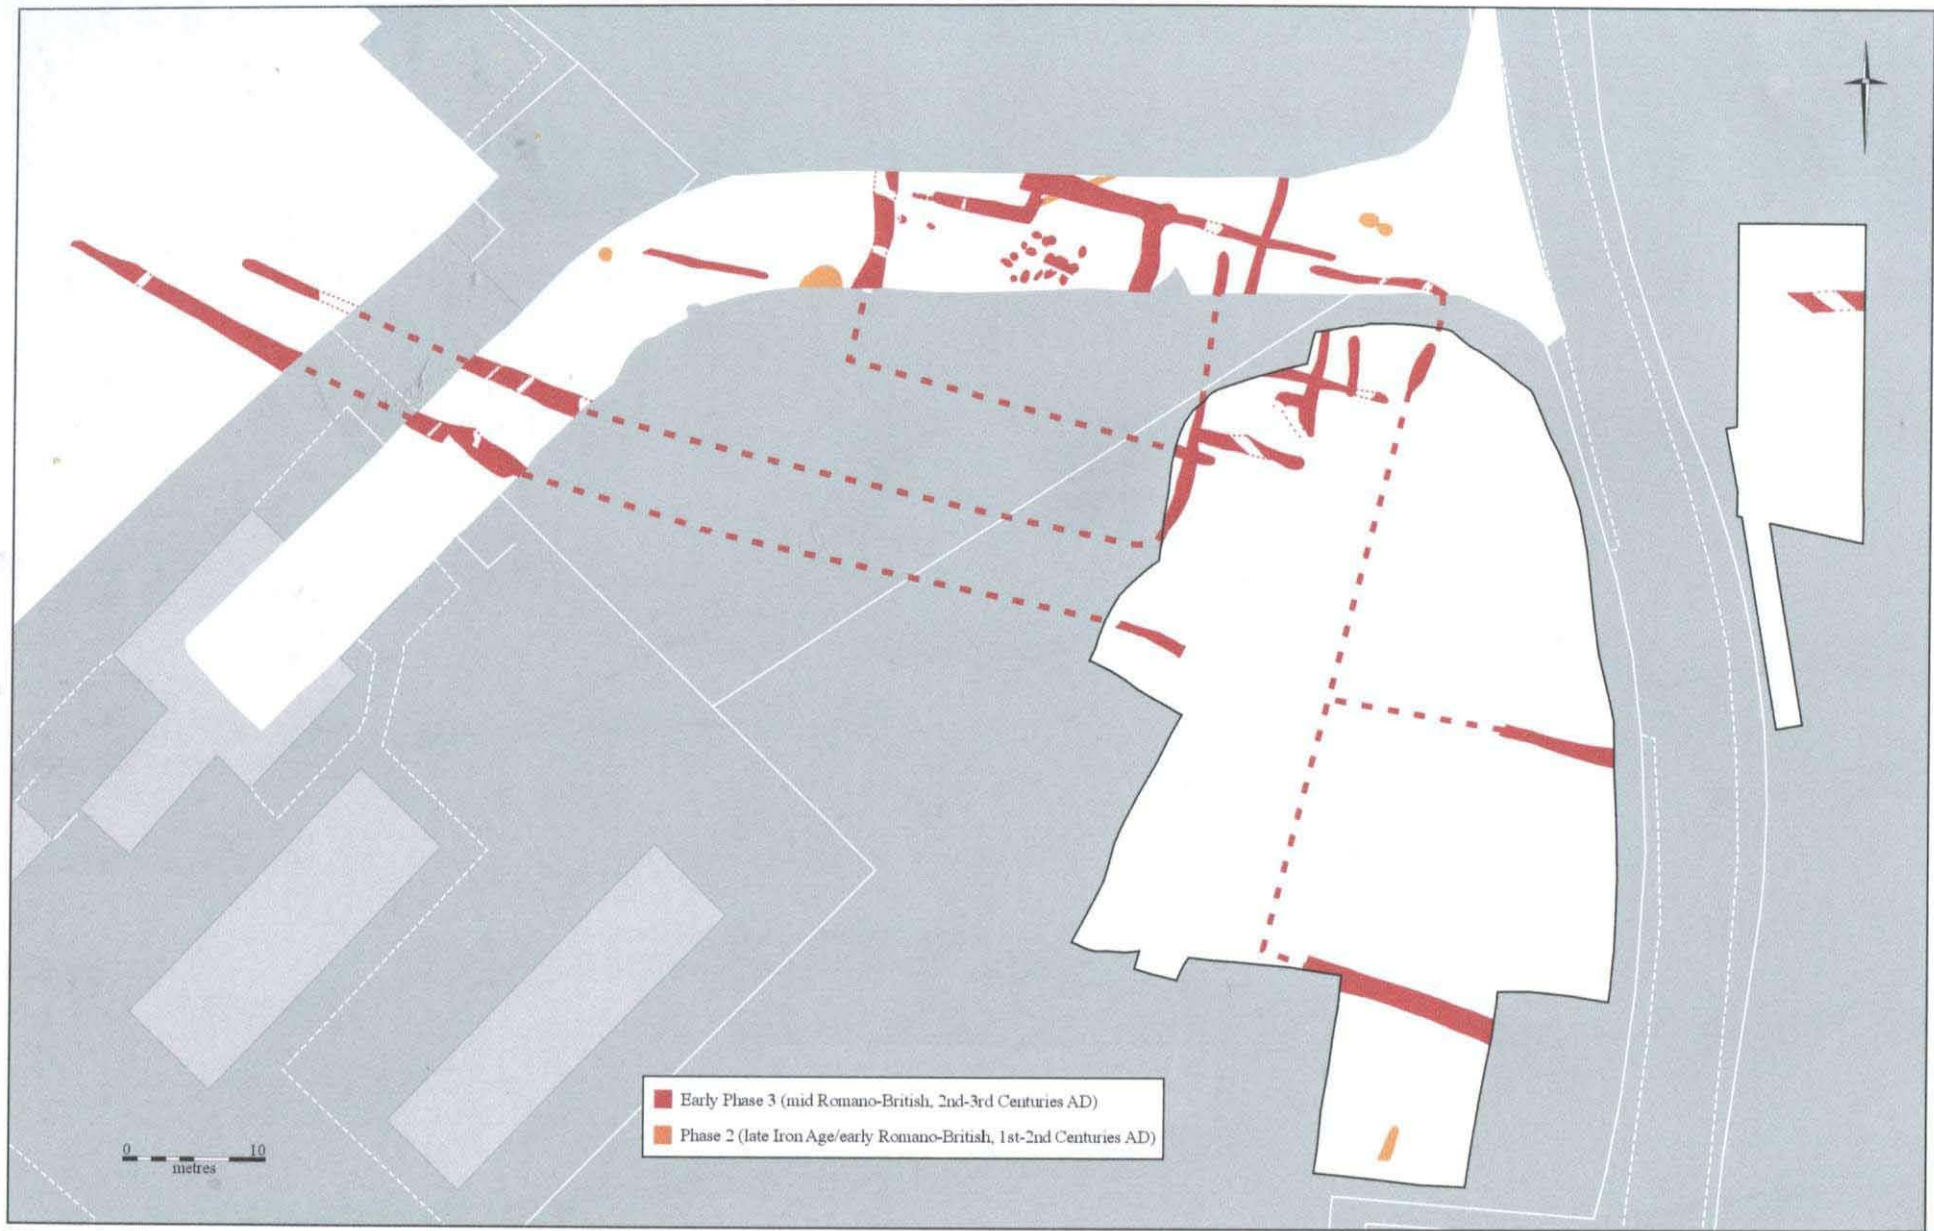 Early Phase 3 (mid Romano-British, 2nd-3rd Centuries AD)
Phase 2 (late Iron Age/early Romano-British, 1st-2nd Centuries AD)
0 10
metres